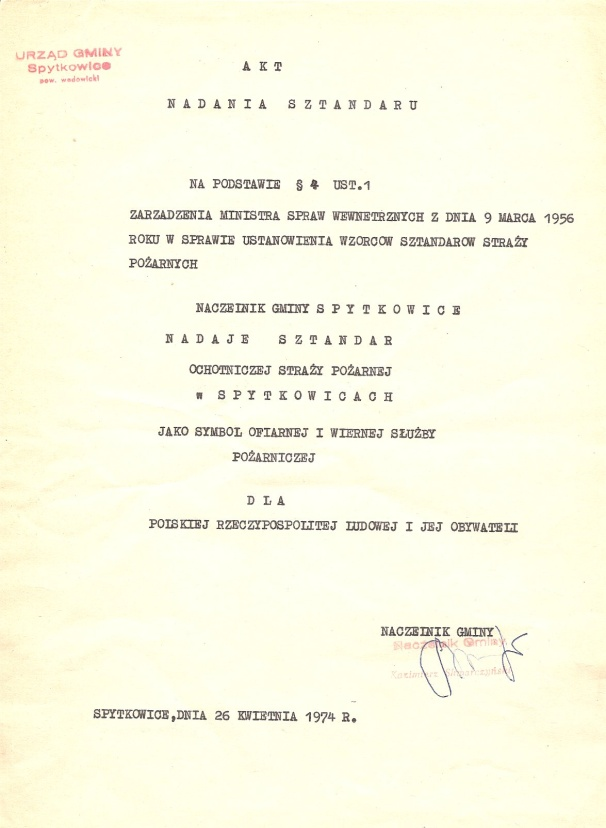 URZĄD GMINY
Spytkowice
pow. wadowicki
A K T
N A D A N I A   S Z T A N D A R U
NA PODSTAWIE § 4 UST.1
ZARZADZENIA MINISTRA SPRAW WEWNETRZNYCH Z DNIA 9 MARCA 1956
ROKU W SPRAWIE USTANOWIENIA WZORCOW SZTANDAROW STRAŻY
POŻARNYCH
NACZELNIK GMINY S P Y T K O W I C E
N A D A J E   S Z T A N D A R
OCHOTNICZEJ STRAŻY POŻARNEJ
w S P Y T K O W I C A C H
JAKO SYMBOL OFIARNEJ I WIERNEJ SŁUŻBY
POŻARNICZEJ
D L A
POLSKIEJ RZECZYPOSPOLITEJ LUDOWEJ I JEJ OBYWATELI
NACZELNIK GMINY
Naczelnik Gminy
Kazimierz
SPYTKOWICE,DNIA 26 KWIETNIA 1974 R.